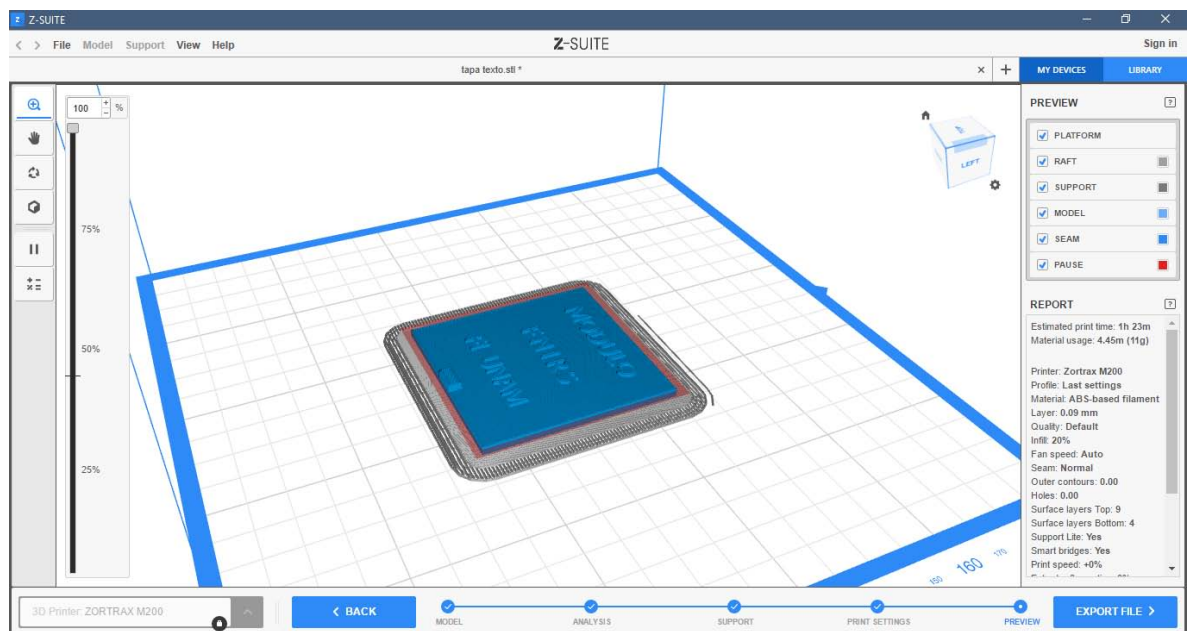 Z-SUITE
File Model Support View Help
Z-SUITE
Sign in
tapa texto.stl *
MY DEVICES
LIBRARY
100 %
75%
50%
25%
LEFT
MODULO
FI UNAM
150 160 170
PREVIEW ?
PLATFORM
RAFT
SUPPORT
MODEL
SEAM
PAUSE
REPORT ?
Estimated print time: 1h 23m
Material usage: 4.45m (11g)
Printer: Zortrax M200
Profile: Last settings
Material: ABS-based filament
Layer: 0.09 mm
Quality: Default
Infill: 20%
Fan speed: Auto
Seam: Normal
Outer contours: 0.00
Holes: 0.00
Surface layers Top: 9
Surface layers Bottom: 4
Support Lite: Yes
Smart bridges: Yes
Print speed: +0%
3D Printer: ZORTRAX M200
BACK
MODEL
ANALYSIS
SUPPORT
PRINT SETTINGS
PREVIEW
EXPORT FILE